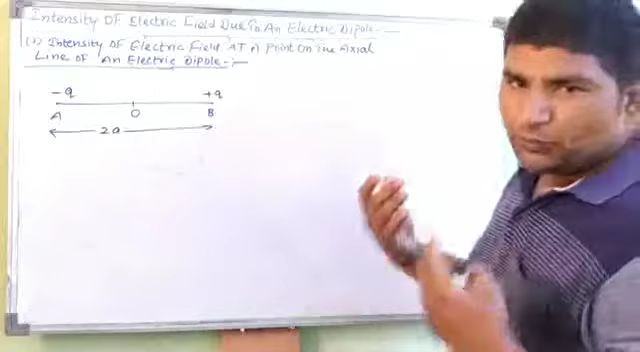 Intensity OF Electric Field Due To An Electric Dipole:—
(1) Intensity OF Electric Field AT A Point On The Axial
Line OF An Electric Dipole:—
-q +q
A O B
2a